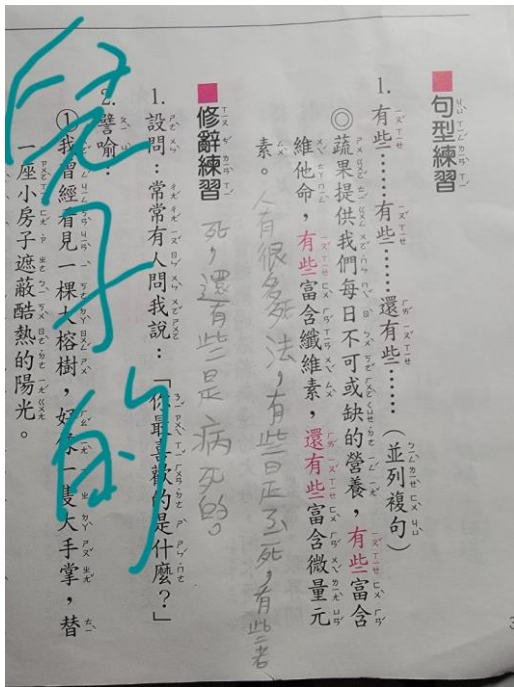 句型練習
1. 有些……有些……還有些……(並列複句)
◎蔬果提供我們每日不可或缺的營養，有些富含
維他命，有些富含纖維素，還有些富含微量元
素。
人有很多死法，有些是歪死，有些老
死，還有些是病死的。
修辭練習
1. 設問：常常有人問我說：「你最喜歡的是什麼？」
2. 譬喻：
①我曾經看見一棵大榕樹，好像一隻大手掌，替
一座小房子遮蔽酷熱的陽光。
兒子的